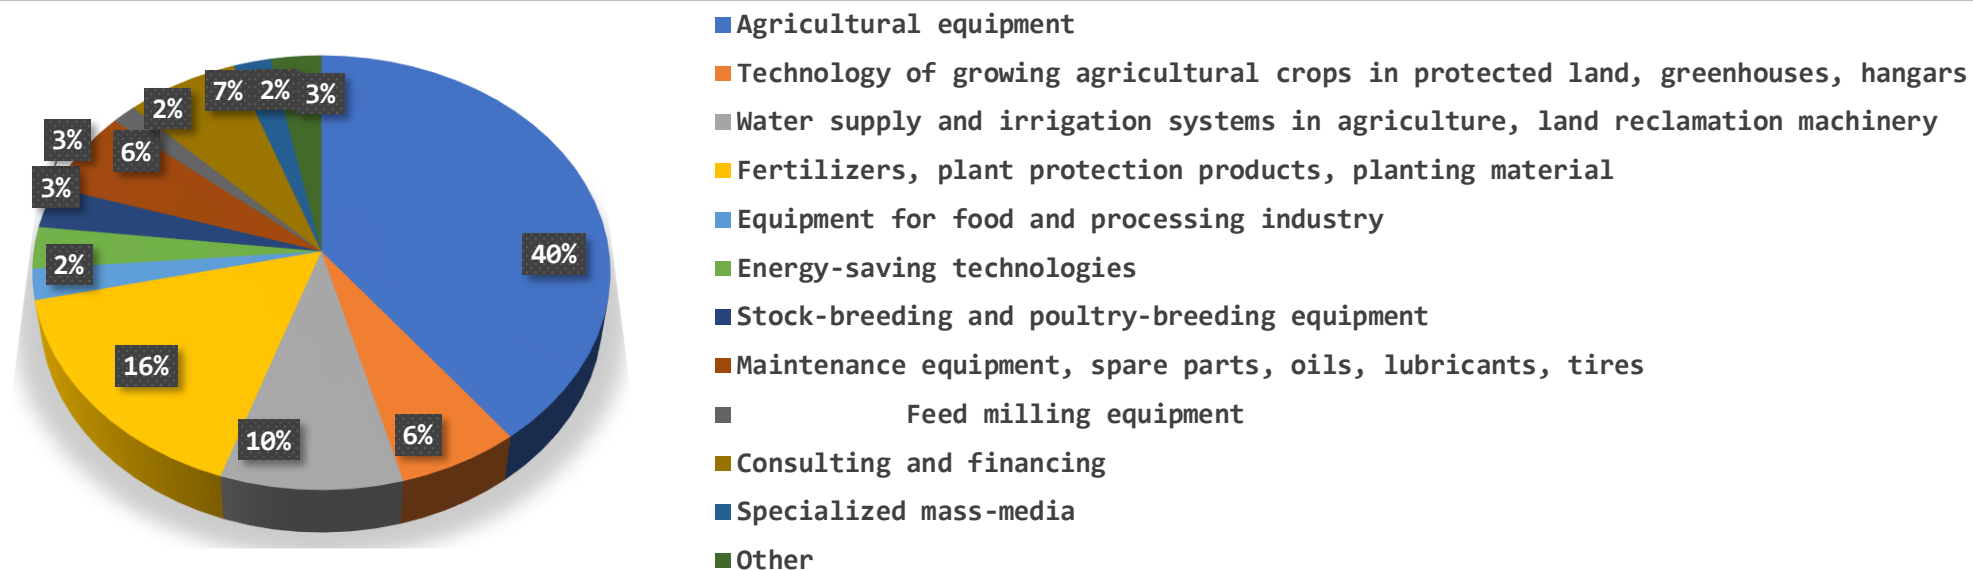 7%
2%
3%
2%
3%
6%
3%
40%
2%
16%
10%
6%
Agricultural equipment
Technology of growing agricultural crops in protected land, greenhouses, hangars
Water supply and irrigation systems in agriculture, land reclamation machinery
Fertilizers, plant protection products, planting material
Equipment for food and processing industry
Energy-saving technologies
Stock-breeding and poultry-breeding equipment
Maintenance equipment, spare parts, oils, lubricants, tires
Feed milling equipment
Consulting and financing
Specialized mass-media
Other